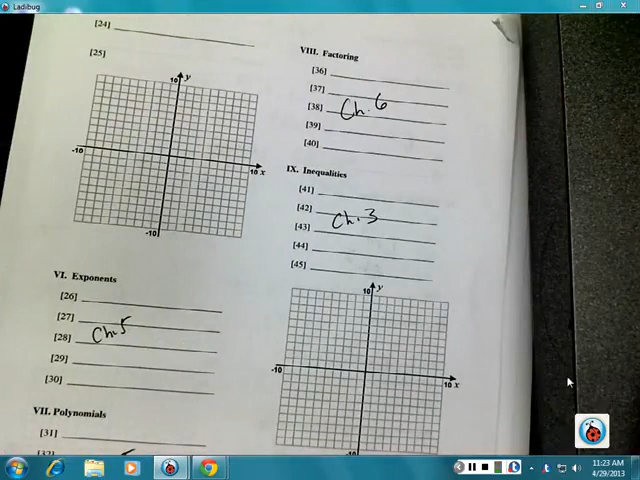 Ladibug
[24]
[25]
10 y
-10
10 x
-10
VI. Exponents
[26]
[27]
Ch. 5
[28]
[29]
[30]
VII. Polynomials
[31]
[32]
VIII. Factoring
[36]
[37]
Ch. 6
[38]
[39]
[40]
IX. Inequalities
[41]
[42]
Ch. 3
[43]
[44]
[45]
10 y
-10
10 x
-10
11:23 AM
4/29/2013